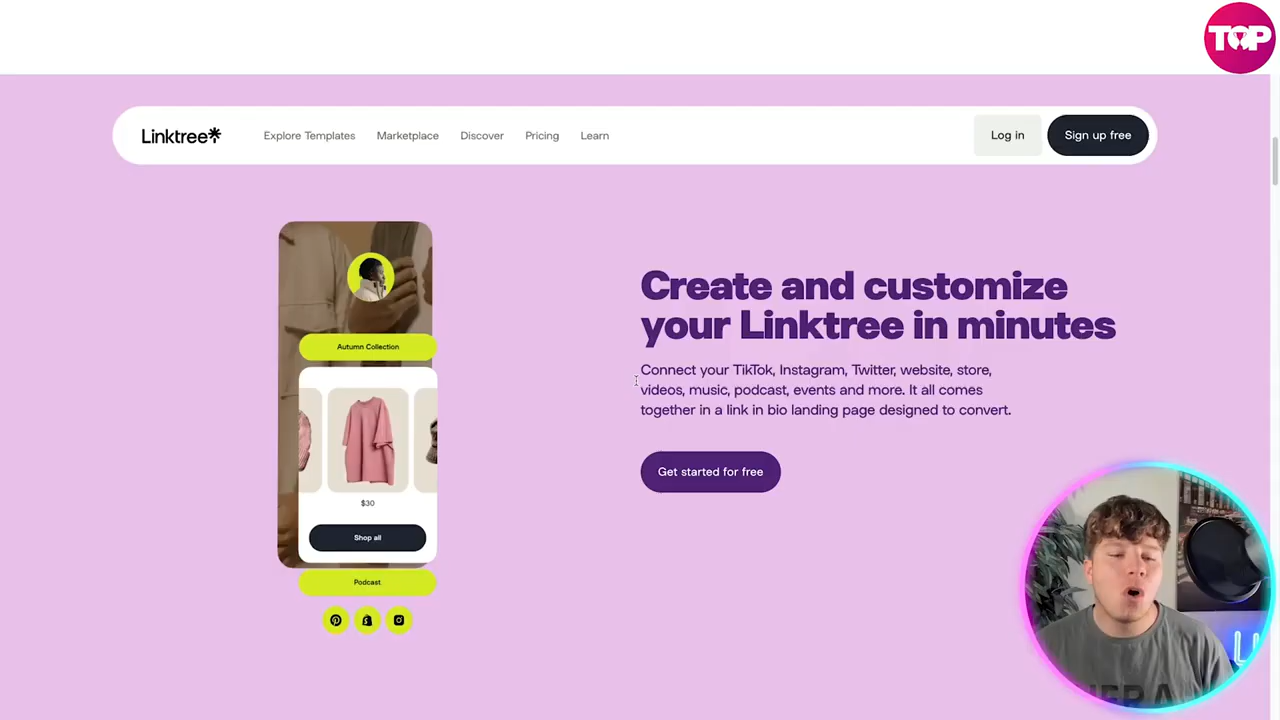 TOP
Linktree
Explore Templates
Marketplace
Discover
Pricing
Learn
Log in
Sign up free
Autumn Collection
$30
Shop all
Podcast
Create and customize
your Linktree in minutes
Connect your TikTok, Instagram, Twitter, website, store,
videos, music, podcast, events and more. It all comes
together in a link in bio landing page designed to convert.
Get started for free